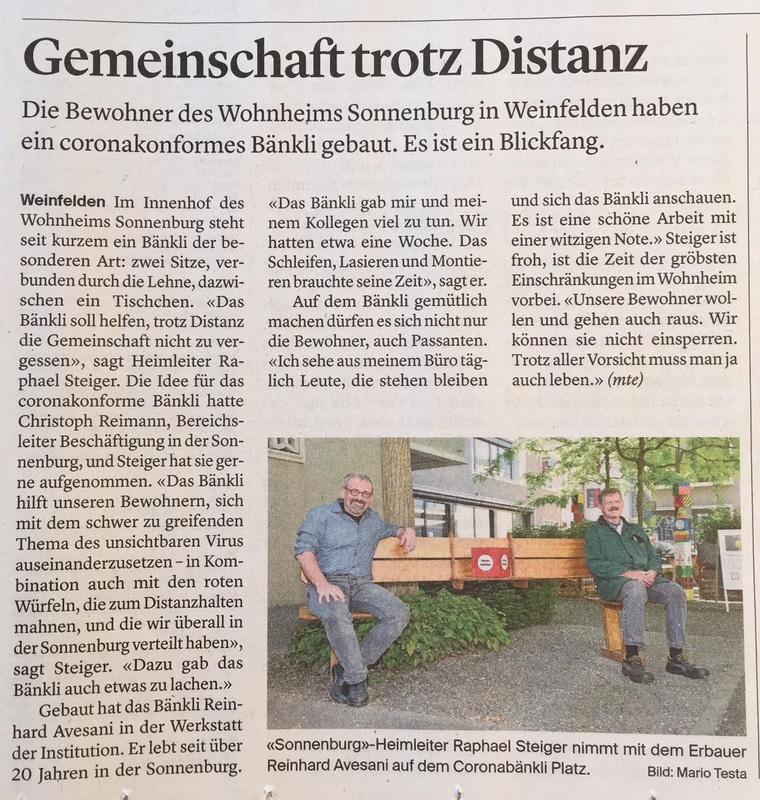 Gemeinschaft trotz Distanz
Die Bewohner des Wohnheims Sonnenburg in Weinfelden haben
ein coronakonformes Bänkli gebaut. Es ist ein Blickfang.
Weinfelden Im Innenhof des
Wohnheims Sonnenburg steht
seit kurzem ein Bänkli der be-
sonderen Art: zwei Sitze, ver-
bunden durch die Lehne, dazwi-
schen ein Tischchen. «Das
Bänkli soll helfen, trotz Distanz
die Gemeinschaft nicht zu ver-
gessen», sagt Heimleiter Ra-
phael Steiger. Die Idee für das
coronakonforme Bänkli hatte
Christoph Reimann, Bereichs-
leiter Beschäftigung in der Son-
nenburg, und Steiger hat sie ger-
ne aufgenommen. «Das Bänkli
hilft unseren Bewohnern, sich
mit dem schwer zu greifenden
Thema des unsichtbaren Virus
auseinanderzusetzen – in Kom-
bination auch mit den roten
Würfeln, die zum Distanzhalten
mahnen, und die wir überall in
der Sonnenburg verteilt haben»,
sagt Steiger. «Dazu gab das
Bänkli auch etwas zu lachen.»
Gebaut hat das Bänkli Rein-
hard Avesani in der Werkstatt
der Institution. Er lebt seit über
20 Jahren in der Sonnenburg.
«Das Bänkli gab mir und mei-
nem Kollegen viel zu tun. Wir
hatten etwa eine Woche. Das
Schleifen, Lasieren und Montie-
ren brauchte seine Zeit», sagt er.
Auf dem Bänkli gemütlich
machen dürfen es sich nicht nur
die Bewohner, auch Passanten.
«Ich sehe aus meinem Büro täg-
lich Leute, die stehen bleiben
und sich das Bänkli anschauen.
Es ist eine schöne Arbeit mit
einer witzigen Note.» Steiger ist
froh, ist die Zeit der gröbsten
Einschränkungen im Wohnheim
vorbei. «Unsere Bewohner wol-
len und gehen auch raus. Wir
können sie nicht einsperren.
Trotz aller Vorsicht muss man ja
auch leben.» (mte)
«Sonnenburg»-Heimleiter Raphael Steiger nimmt mit dem Erbauer
Reinhard Avesani auf dem Coronabänkli Platz. Bild: Mario Testa